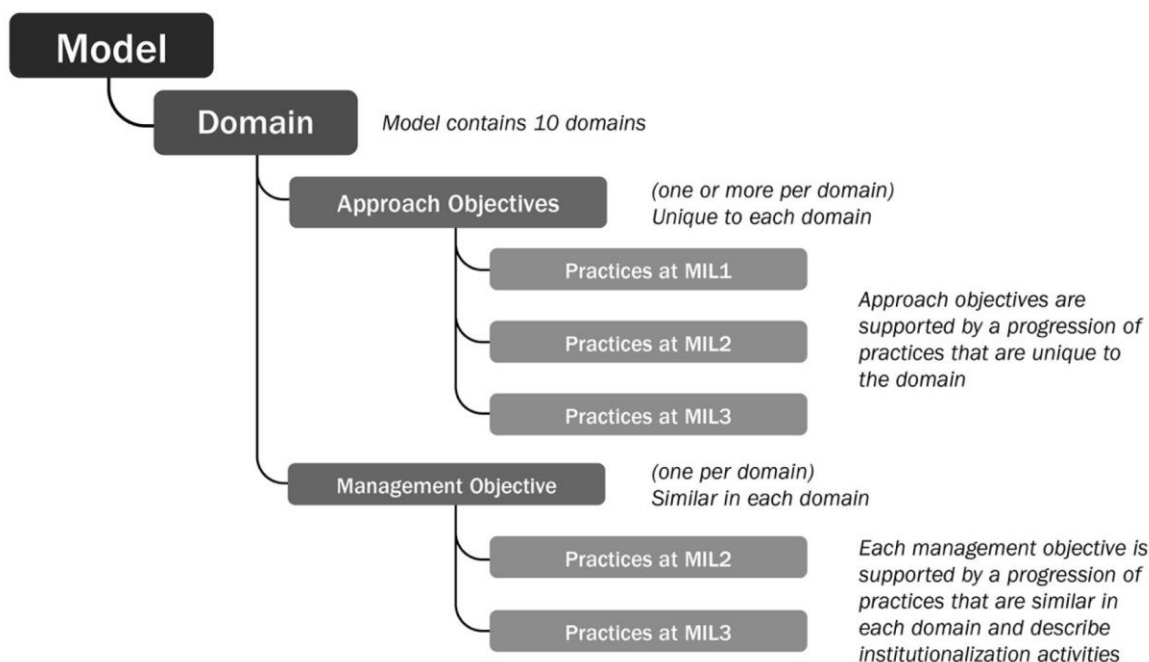 Model
Domain
Model contains 10 domains
Approach Objectives
(one or more per domain)
Unique to each domain
Practices at MIL1
Practices at MIL2
Practices at MIL3
Approach objectives are
supported by a progression of
practices that are unique to
the domain
Management Objective
(one per domain)
Similar in each domain
Practices at MIL2
Practices at MIL3
Each management objective is
supported by a progression of
practices that are similar in
each domain and describe
institutionalization activities